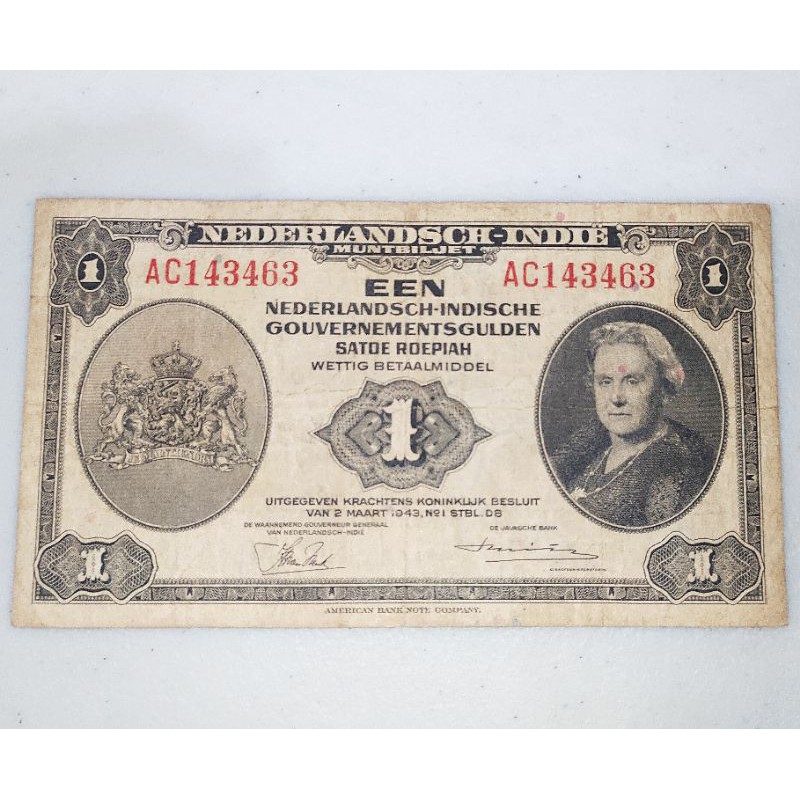 NEDERLANDSCH-INDIË
MUNTBILJET
1
1
AC143463
AC143463
EEN
NEDERLANDSCH-INDISCHE
GOUVERNEMENTSGULDEN
SATOE ROEPIAH
WETTIG BETAALMIDDEL
1
UITGEGEVEN KRACHTENS KONINKLIJK BESLUIT
VAN 2 MAART 1943, No1 STBL. D8
DE WAARNEMEND GOUVERNEUR GENERAAL
VAN NEDERLANDSCH-INDIË
DE JAVASCHE BANK
1
1
AMERICAN BANK NOTE COMPANY.